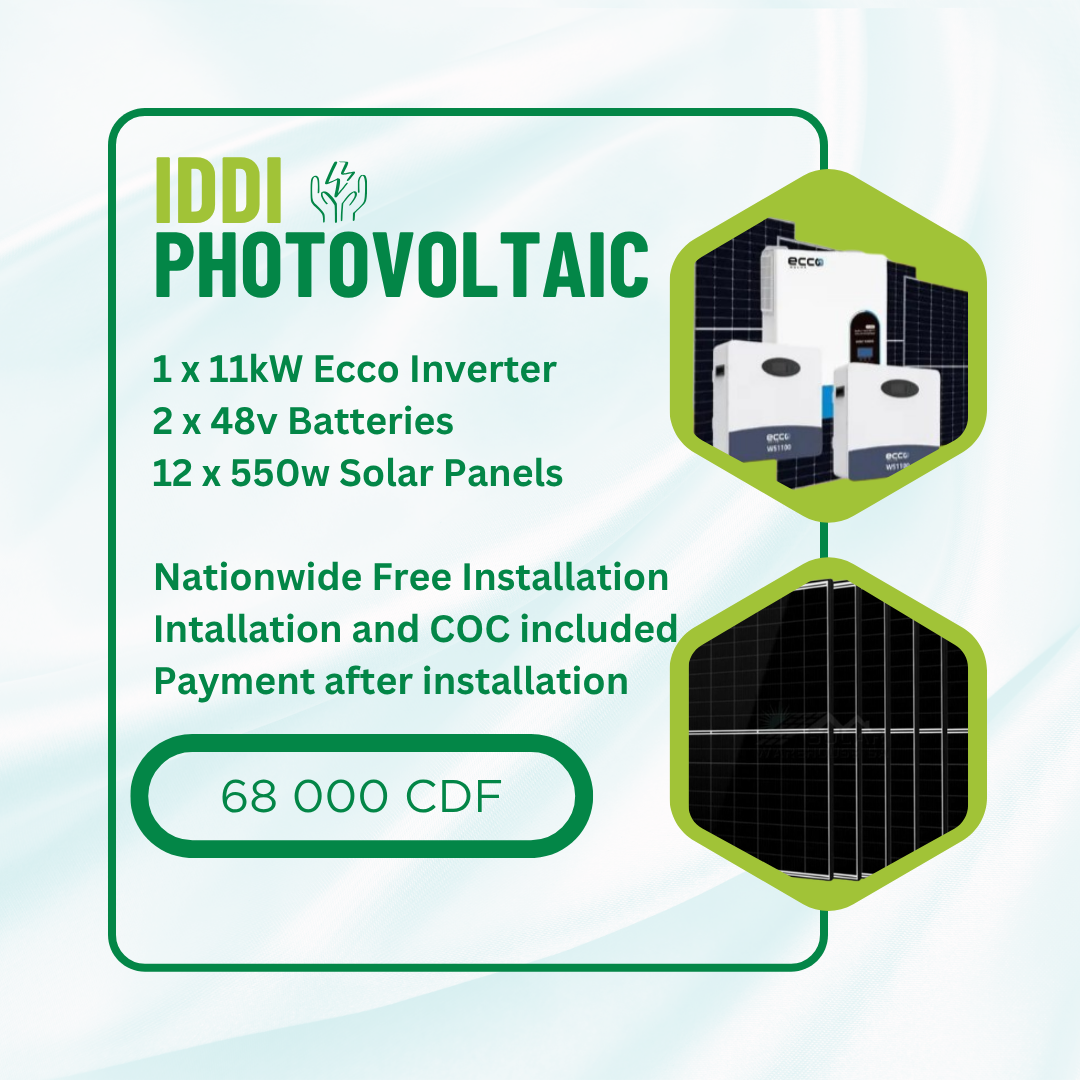 IDDI
PHOTOVOLTAIC
1 x 11kW Ecco Inverter
2 x 48v Batteries
12 x 550w Solar Panels
Nationwide Free Installation
Intallation and COC included
Payment after installation
68 000 CDF
ecco
SOLAR
ecco
WS1100
ecco
WS1100